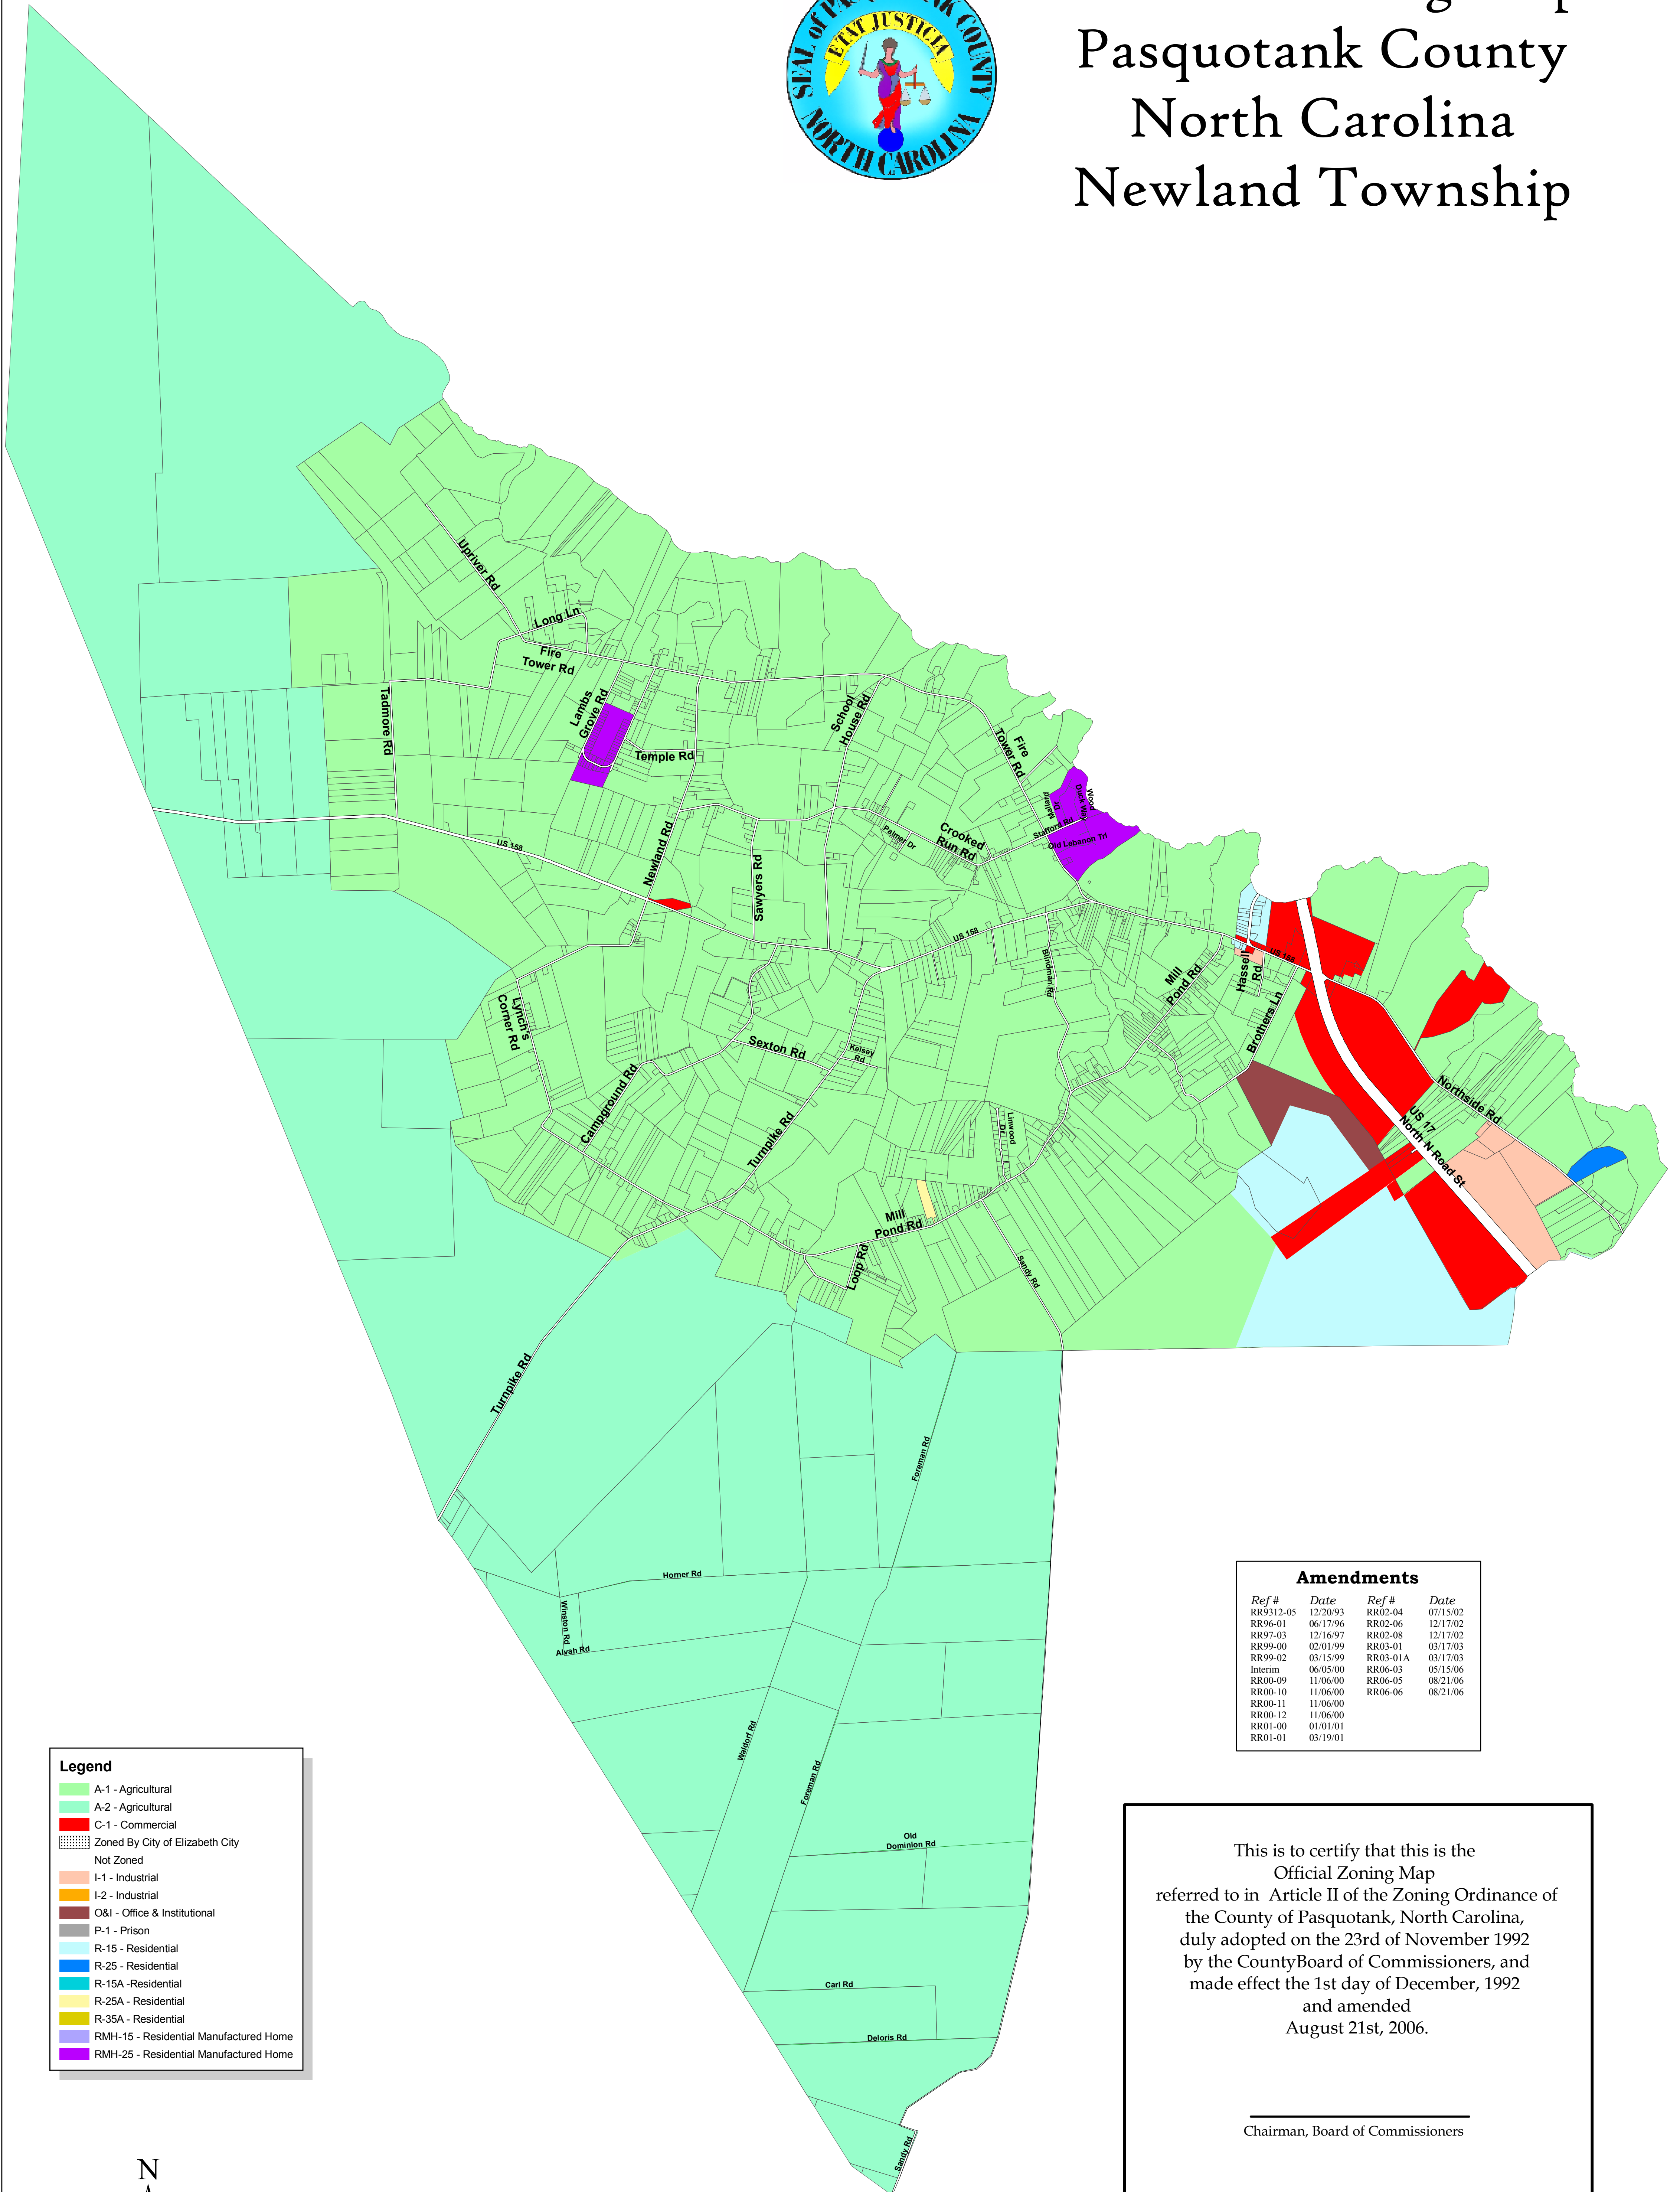 SEAL of PASQUOTANK COUNTY
ETAT JUSTICIA
NORTH CAROLINA
Pasquotank County
North Carolina
Newland Township
Upriver Rd
Long Ln
Fire
Tower Rd
Lambs
Grove Rd
Tadmore Rd
Temple Rd
School
House Rd
Fire
Tower Rd
Wood
Duck Way
Mallard
Dr
Stafford Rd
Old Lebanon Trl
Crooked
Run Rd
Palmer Dr
US 158
Newland Rd
Sawyers Rd
US 158
Blindman Rd
Mill
Pond Rd
Hassell
Rd
US 158
Brothers Ln
Lynch's
Corner Rd
Sexton Rd
Kelsey
Rd
Campground Rd
Turnpike Rd
Linwood
Dr
Northside Rd
US 17
North N Road St
Mill
Pond Rd
Loop Rd
Sandy Rd
Turnpike Rd
Foreman Rd
Horner Rd
Winston Rd
Alvah Rd
Waldorf Rd
Foreman Rd
Old
Dominion Rd
Carl Rd
Deloris Rd
Sandy Rd
Amendments
Ref # Date Ref # Date
RR9312-05 12/20/93 RR02-04 07/15/02
RR96-01 06/17/96 RR02-06 12/17/02
RR97-03 12/16/97 RR02-08 12/17/02
RR99-00 02/01/99 RR03-01 03/17/03
RR99-02 03/15/99 RR03-01A 03/17/03
Interim 06/05/00 RR06-03 05/15/06
RR00-09 11/06/00 RR06-05 08/21/06
RR00-10 11/06/00 RR06-06 08/21/06
RR00-11 11/06/00
RR00-12 11/06/00
RR01-00 01/01/01
RR01-01 03/19/01
Legend
A-1 - Agricultural
A-2 - Agricultural
C-1 - Commercial
Zoned By City of Elizabeth City
Not Zoned
I-1 - Industrial
I-2 - Industrial
O&I - Office & Institutional
P-1 - Prison
R-15 - Residential
R-25 - Residential
R-15A -Residential
R-25A - Residential
R-35A - Residential
RMH-15 - Residential Manufactured Home
RMH-25 - Residential Manufactured Home
This is to certify that this is the
Official Zoning Map
referred to in Article II of the Zoning Ordinance of
the County of Pasquotank, North Carolina,
duly adopted on the 23rd of November 1992
by the CountyBoard of Commissioners, and
made effect the 1st day of December, 1992
and amended
August 21st, 2006.
Chairman, Board of Commissioners
N